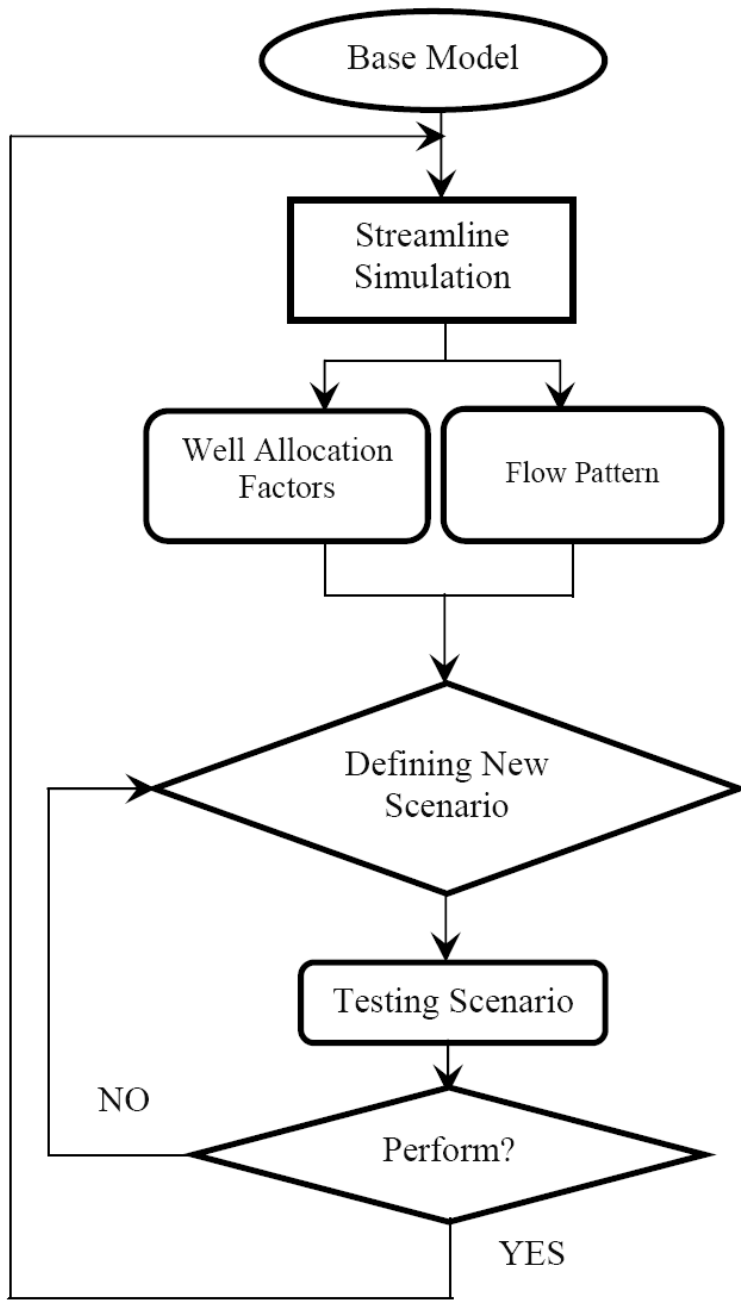 Base Model
Streamline
Simulation
Well Allocation
Factors
Flow Pattern
Defining New
Scenario
Testing Scenario
NO
Perform?
YES